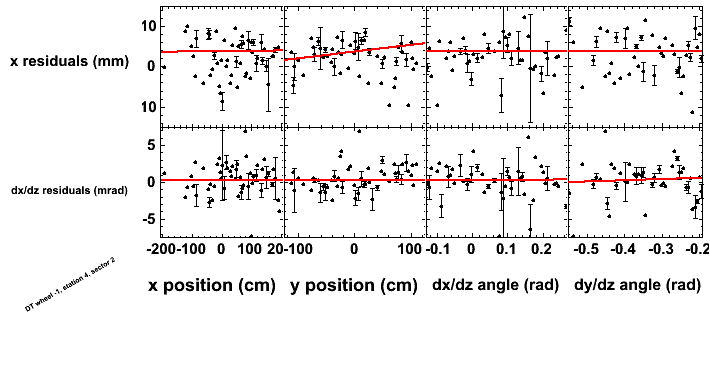 10
x residuals (mm)
0
10
5
dx/dz residuals (mrad)
0
-5
-200 -100 0 100 20
-100 0 100
-0.1 0 0.1 0.2
-0.5 -0.4 -0.3 -0.2
x position (cm)
y position (cm)
dx/dz angle (rad)
dy/dz angle (rad)
DT wheel -1, station 4, sector 2